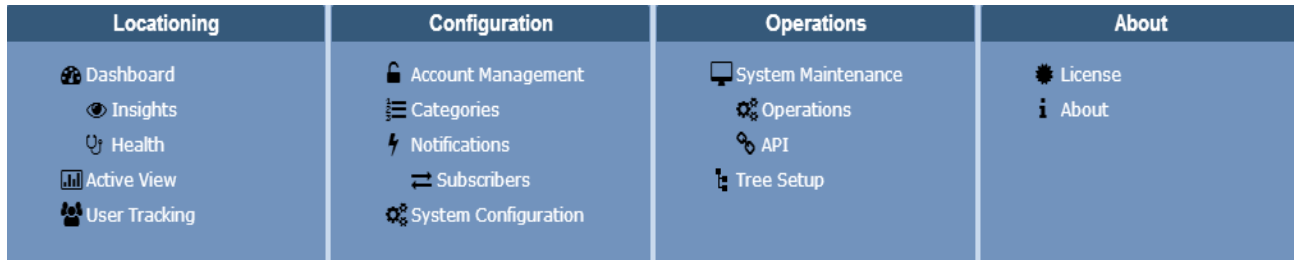 Locationing
Dashboard
Insights
Health
Active View
User Tracking
Configuration
Account Management
Categories
Notifications
Subscribers
System Configuration
Operations
System Maintenance
Operations
API
Tree Setup
About
License
About